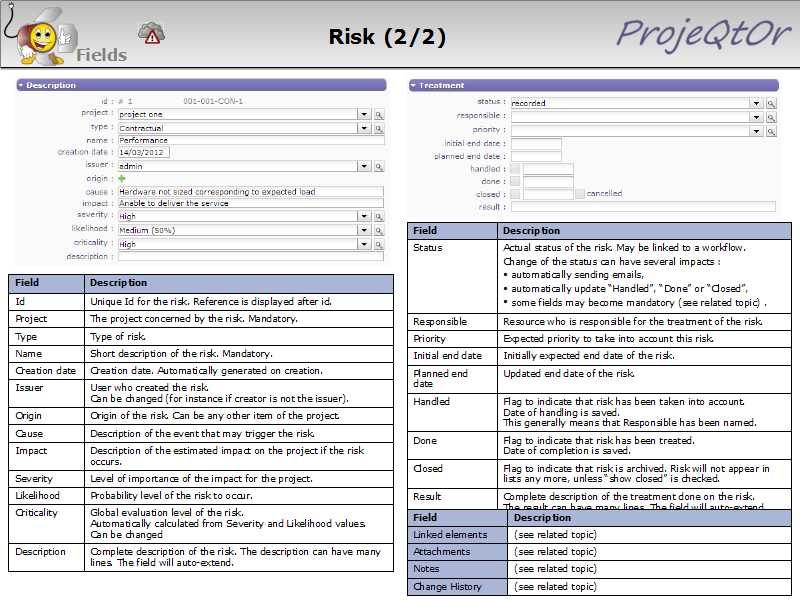 Risk (2/2)
ProjeQtOr
Fields
Description
id : # 1 001-001-CON-1
project : project one
type : Contractual
name : Performance
creation date : 14/03/2012
issuer : admin
origin :
cause : Hardware not sized corresponding to expected load
impact : Anable to deliver the service
severity : High
likelihood : Medium (50%)
criticality : High
description :
Field Description
Id Unique Id for the risk. Reference is displayed after id.
Project The project concerned by the risk. Mandatory.
Type Type of risk.
Name Short description of the risk. Mandatory.
Creation date Creation date. Automatically generated on creation.
Issuer User who created the risk.
Can be changed (for instance if creator is not the issuer).
Origin Origin of the risk. Can be any other item of the project.
Cause Description of the event that may trigger the risk.
Impact Description of the estimated impact on the project if the risk
occurs.
Severity Level of importance of the impact for the project.
Likelihood Probability level of the risk to occur.
Criticality Global evaluation level of the risk.
Automatically calculated from Severity and Likelihood values.
Can be changed
Description Complete description of the risk. The description can have many
lines. The field will auto-extend.
Treatment
status : recorded
responsible :
priority :
initial end date :
planned end date :
handled :
done :
closed : cancelled
result :
Field Description
Status Actual status of the risk. May be linked to a workflow.
Change of the status can have several impacts :
• automatically sending emails,
• automatically update “Handled”, “Done” or “Closed”,
• some fields may become mandatory (see related topic) .
Responsible Resource who is responsible for the treatment of the risk.
Priority Expected priority to take into account this risk.
Initial end date Initially expected end date of the risk.
Planned end Updated end date of the risk.
date
Handled Flag to indicate that risk has been taken into account.
Date of handling is saved.
This generally means that Responsible has been named.
Done Flag to indicate that risk has been treated.
Date of completion is saved.
Closed Flag to indicate that risk is archived. Risk will not appear in
lists any more, unless “show closed” is checked.
Result Complete description of the treatment done on the risk.
The result can have many lines. The field will auto-extend.
Field Description
Linked elements (see related topic)
Attachments (see related topic)
Notes (see related topic)
Change History (see related topic)